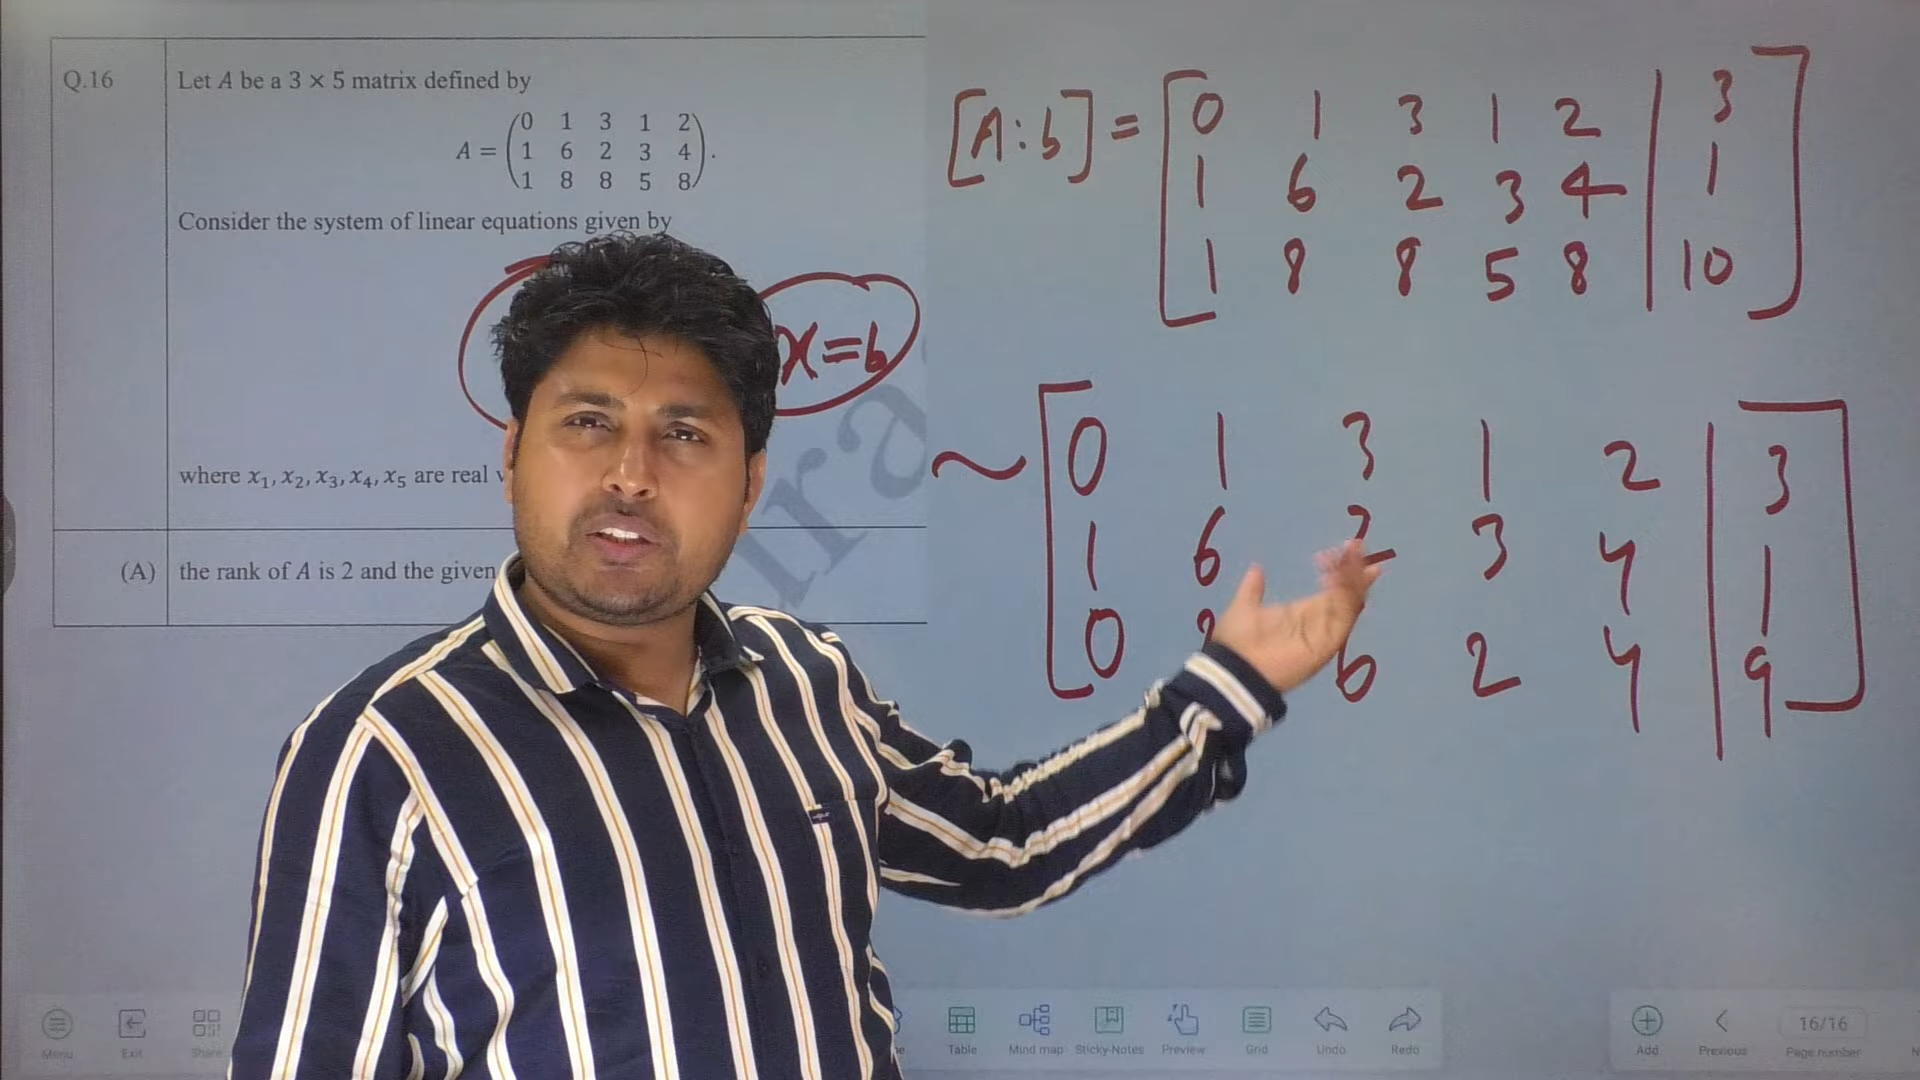 Q.16
Let A be a 3 × 5 matrix defined by
A = (0 1 3 1 2
1 6 2 3 4
1 8 8 5 8).
Consider the system of linear equations given by
x=b
where x₁, x₂, x₃, x₄, x₅ are real
(A) the rank of A is 2 and the given
[A:b] = [0 1 3 1 2 | 3
1 6 2 3 4 | 1
1 8 8 5 8 | 10]
~ [0 1 3 1 2 | 3
1 6 2 3 4 | 1
0 2 6 2 4 | 9]
Menu
Exit
Share
Table
Mind map
Sticky-Notes
Preview
Grid
Undo
Redo
Add
Previous
16/16
Page number